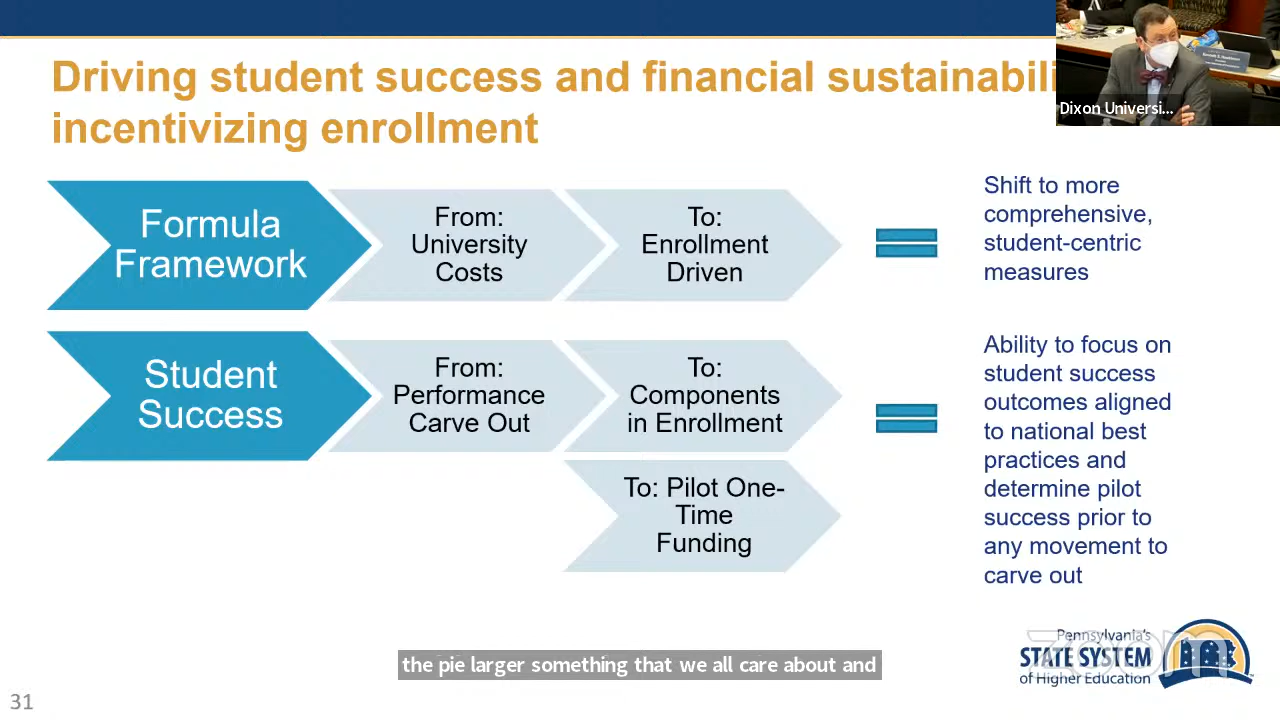 Driving student success and financial sustainabili
incentivizing enrollment
Dixon Universi...
Formula
Framework
From:
University
Costs
To:
Enrollment
Driven
Shift to more
comprehensive,
student-centric
measures
Student
Success
From:
Performance
Carve Out
To:
Components
in Enrollment
To: Pilot One-
Time
Funding
Ability to focus on
student success
outcomes aligned
to national best
practices and
determine pilot
success prior to
any movement to
carve out
the pie larger something that we all care about and
Pennsylvania's
STATE SYSTEM
of Higher Education
zoom
31